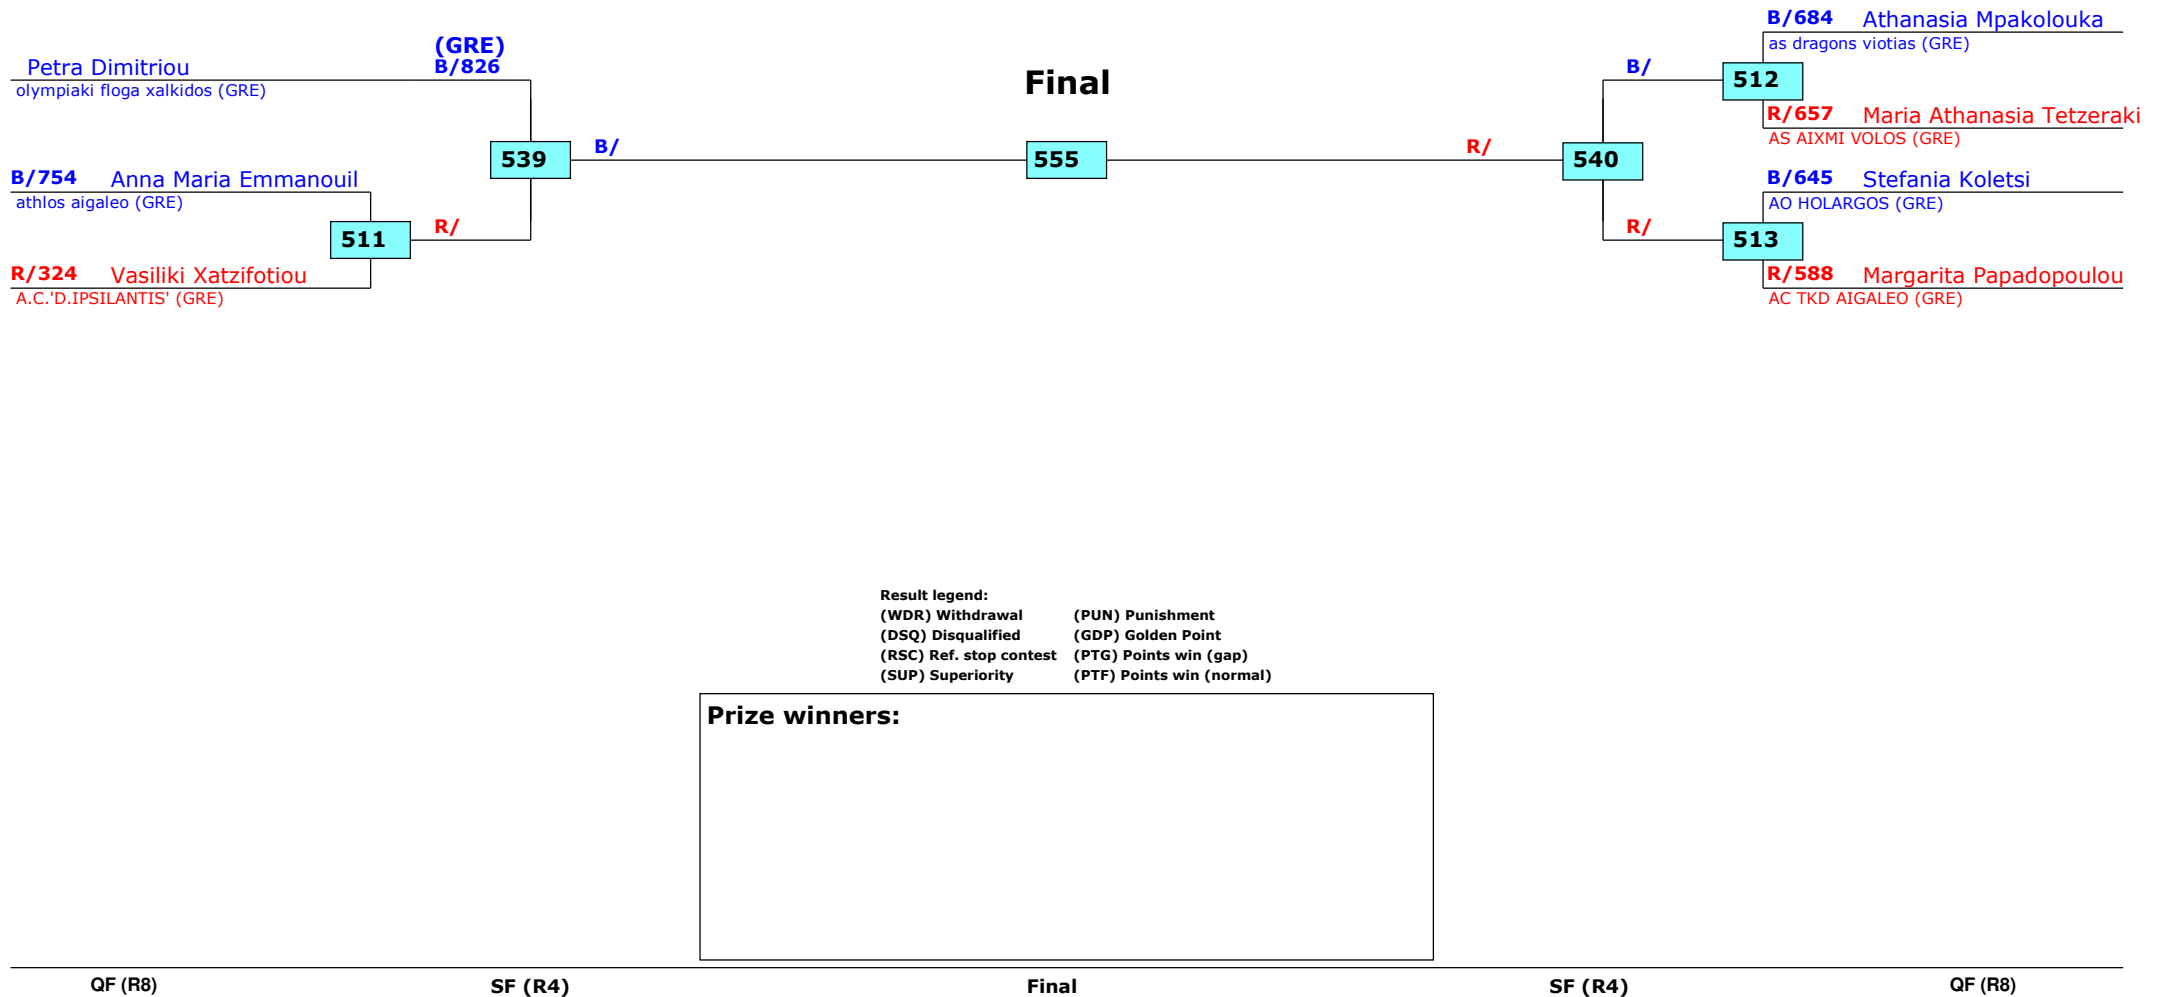 (GRE)
Petra Dimitriou B/826
olympiaki floga xalkidos (GRE)
539
B/754 Anna Maria Emmanouil
athlos aigaleo (GRE)
511
R/
R/324 Vasiliki Xatzifotiou
A.C.'D.IPSILANTIS' (GRE)
Final
B/ 555 R/
B/684 Athanasia Mpakolouka
as dragons viotias (GRE)
B/ 512
R/657 Maria Athanasia Tetzeraki
AS AIXMI VOLOS (GRE)
540
B/645 Stefania Koletsi
AO HOLARGOS (GRE)
R/ 513
R/588 Margarita Papadopoulou
AC TKD AIGALEO (GRE)
Result legend:
(WDR) Withdrawal (PUN) Punishment
(DSQ) Disqualified (GDP) Golden Point
(RSC) Ref. stop contest (PTG) Points win (gap)
(SUP) Superiority (PTF) Points win (normal)
Prize winners:
QF (R8) SF (R4) Final SF (R4) QF (R8)